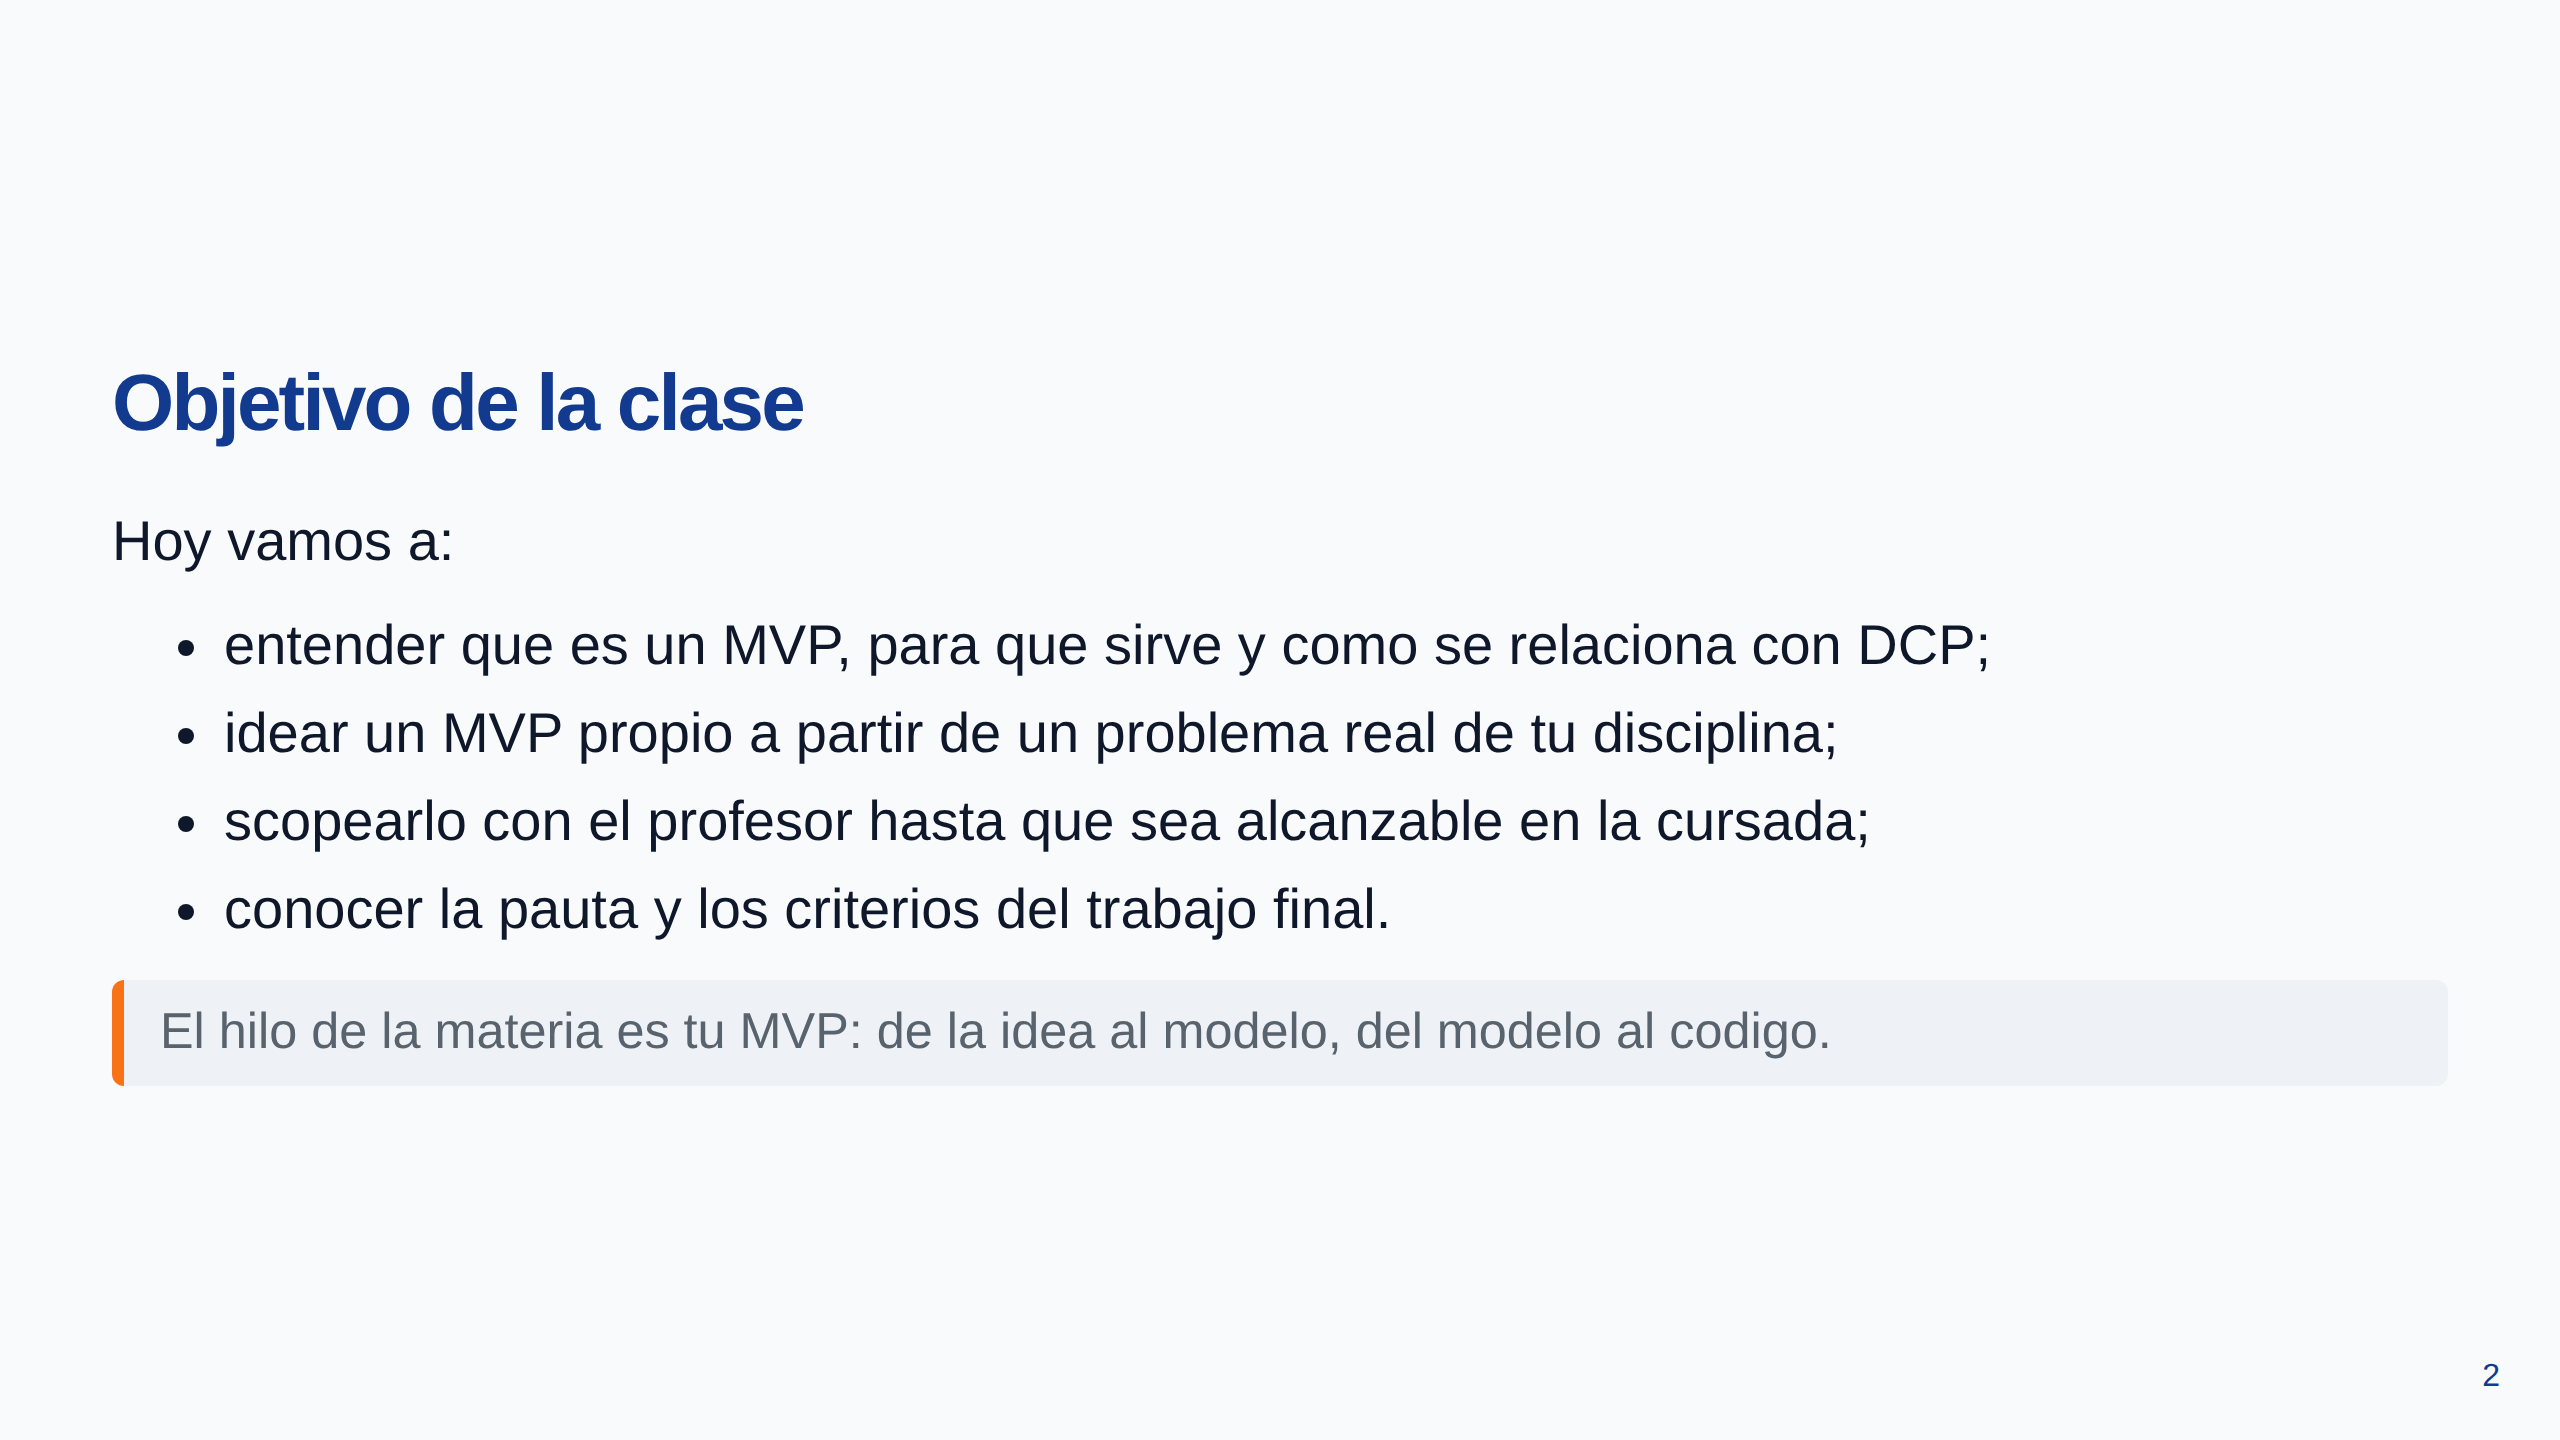 Objetivo de la clase
Hoy vamos a:
• entender que es un MVP, para que sirve y como se relaciona con DCP;
• idear un MVP propio a partir de un problema real de tu disciplina;
• scopearlo con el profesor hasta que sea alcanzable en la cursada;
• conocer la pauta y los criterios del trabajo final.
El hilo de la materia es tu MVP: de la idea al modelo, del modelo al codigo.
2